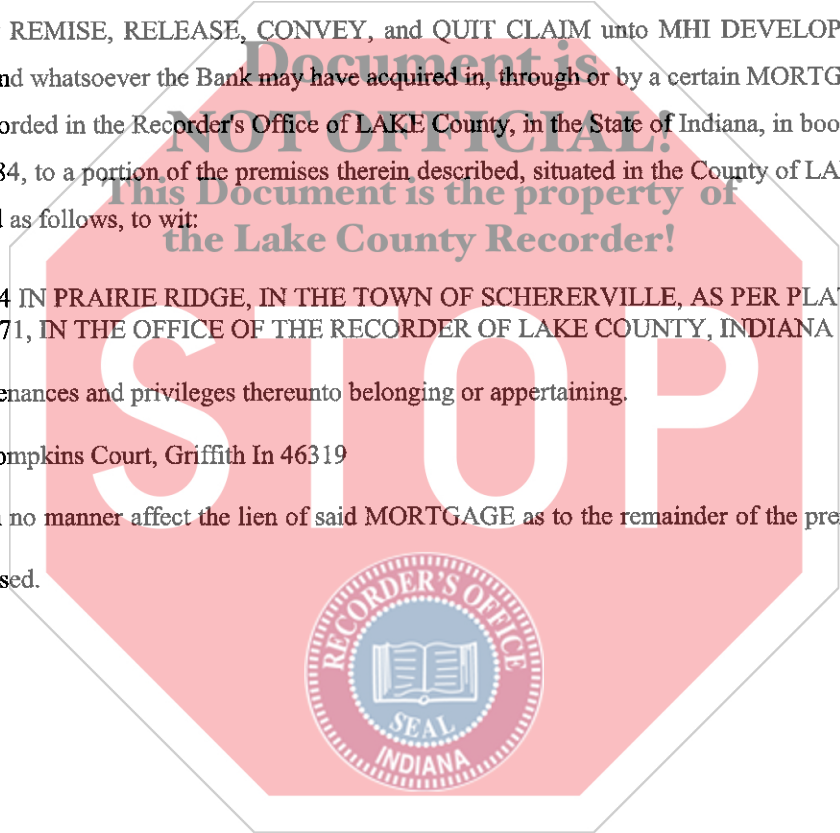 REMISE, RELEASE, CONVEY, and QUIT CLAIM unto MHI DEVELOP
Document is
nd whatsoever the Bank may have acquired in, through or by a certain MORTG
NOT OFFICIAL!
orded in the Recorder's Office of LAKE County, in the State of Indiana, in boo
84, to a portion of the premises therein described, situated in the County of LA
This Document is the property of
as follows, to wit:
the Lake County Recorder!
4 IN PRAIRIE RIDGE, IN THE TOWN OF SCHERERVILLE, AS PER PLA
71, IN THE OFFICE OF THE RECORDER OF LAKE COUNTY, INDIANA
STOP
enances and privileges thereunto belonging or appertaining.
ompkins Court, Griffith In 46319
no manner affect the lien of said MORTGAGE as to the remainder of the pre
sed.
RECORDER'S OFFICE
SEAL
INDIANA